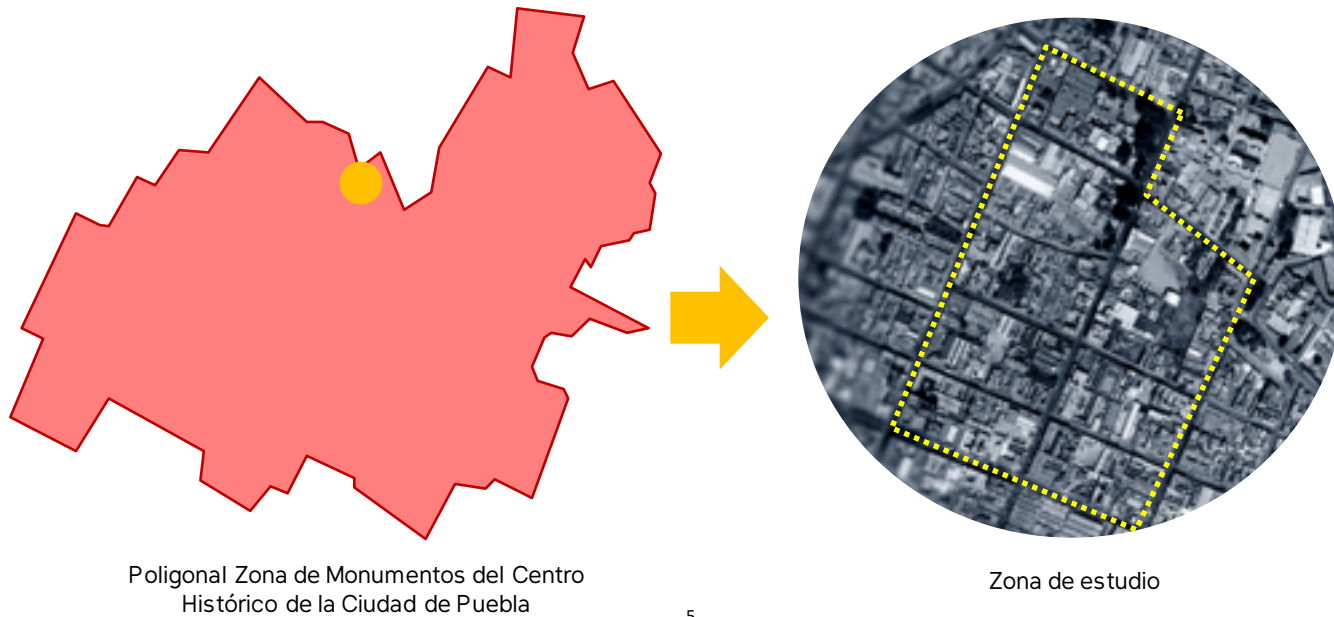 Poligonal Zona de Monumentos del Centro
Histórico de la Ciudad de Puebla
Zona de estudio
5